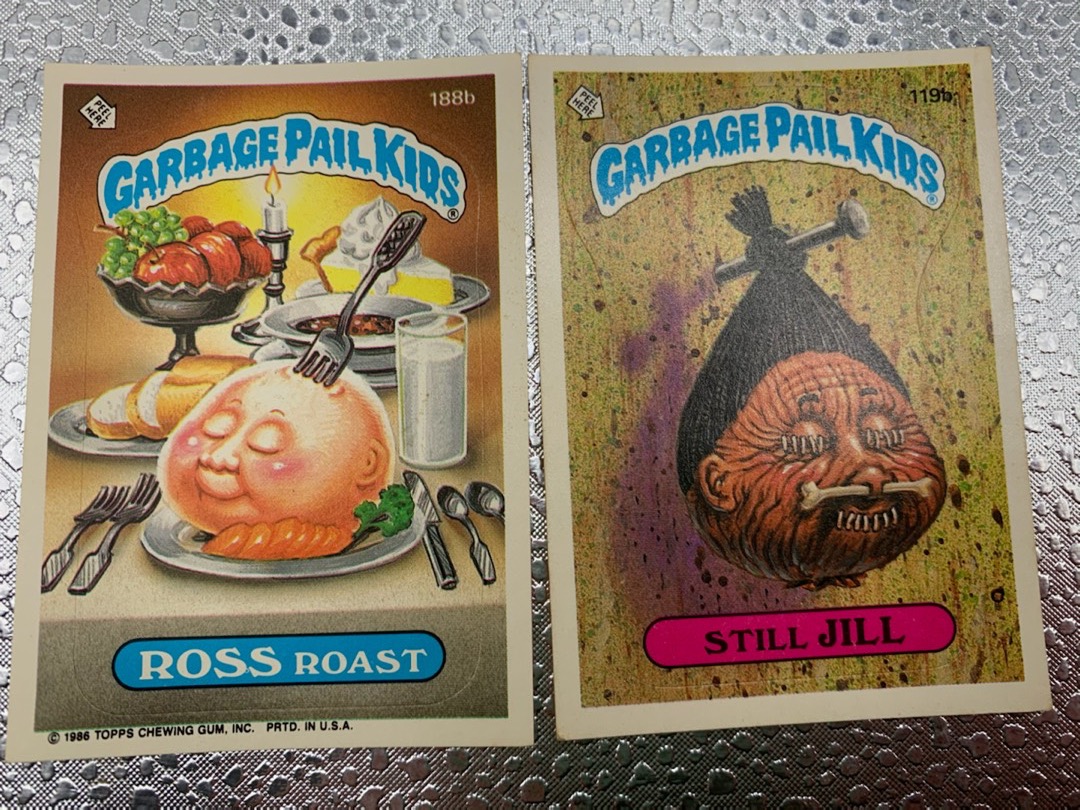 PEEL HERE
188b
GARBAGE PAIL KIDS®
ROSS ROAST
© 1986 TOPPS CHEWING GUM, INC. PRTD. IN U.S.A.
PEEL HERE
119b
GARBAGE PAIL KIDS®
STILL JILL